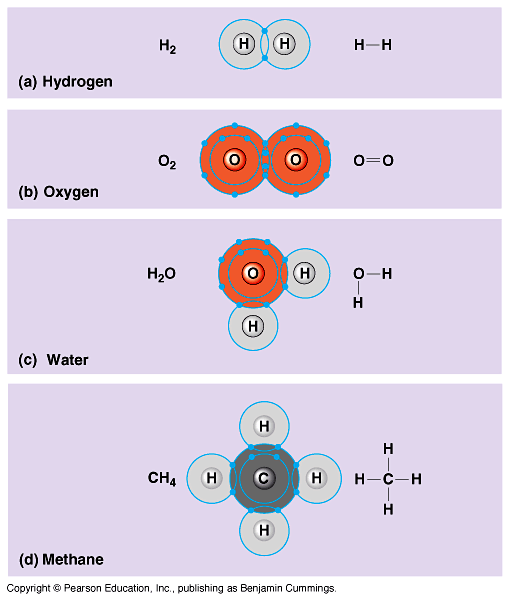 H2 H H H—H
(a) Hydrogen
O2 O O O=O
(b) Oxygen
H2O O H O—H
H H
(c) Water
H H
CH4 H C H H—C—H
H H
(d) Methane
Copyright © Pearson Education, Inc., publishing as Benjamin Cummings.